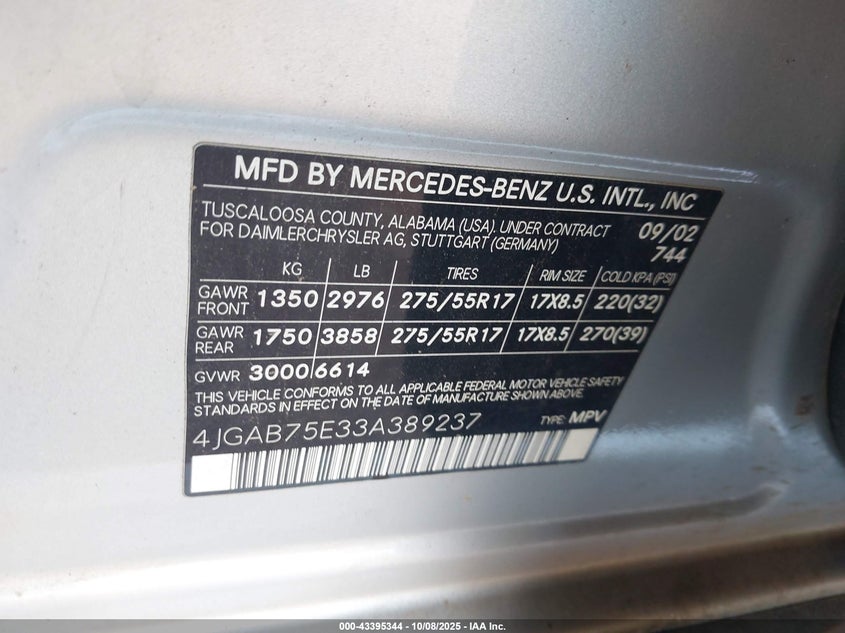 MFD BY MERCEDES-BENZ U.S. INTL., INC
TUSCALOOSA COUNTY, ALABAMA (USA). UNDER CONTRACT
FOR DAIMLERCHRYSLER AG, STUTTGART (GERMANY)
09/02
744
KG LB TIRES RIM SIZE COLD KPA (PSI)
GAWR FRONT 1350 2976 275/55R17 17X8.5 220(32)
GAWR REAR 1750 3858 275/55R17 17X8.5 270(39)
GVWR 3000 6614
THIS VEHICLE CONFORMS TO ALL APPLICABLE FEDERAL MOTOR VEHICLE SAFETY
STANDARDS IN EFFECT ON THE DATE OF MANUFACTURE SHOWN ABOVE.
4JGAB75E33A389237 TYPE: MPV
000-43395344 - 10/08/2025 - IAA Inc.